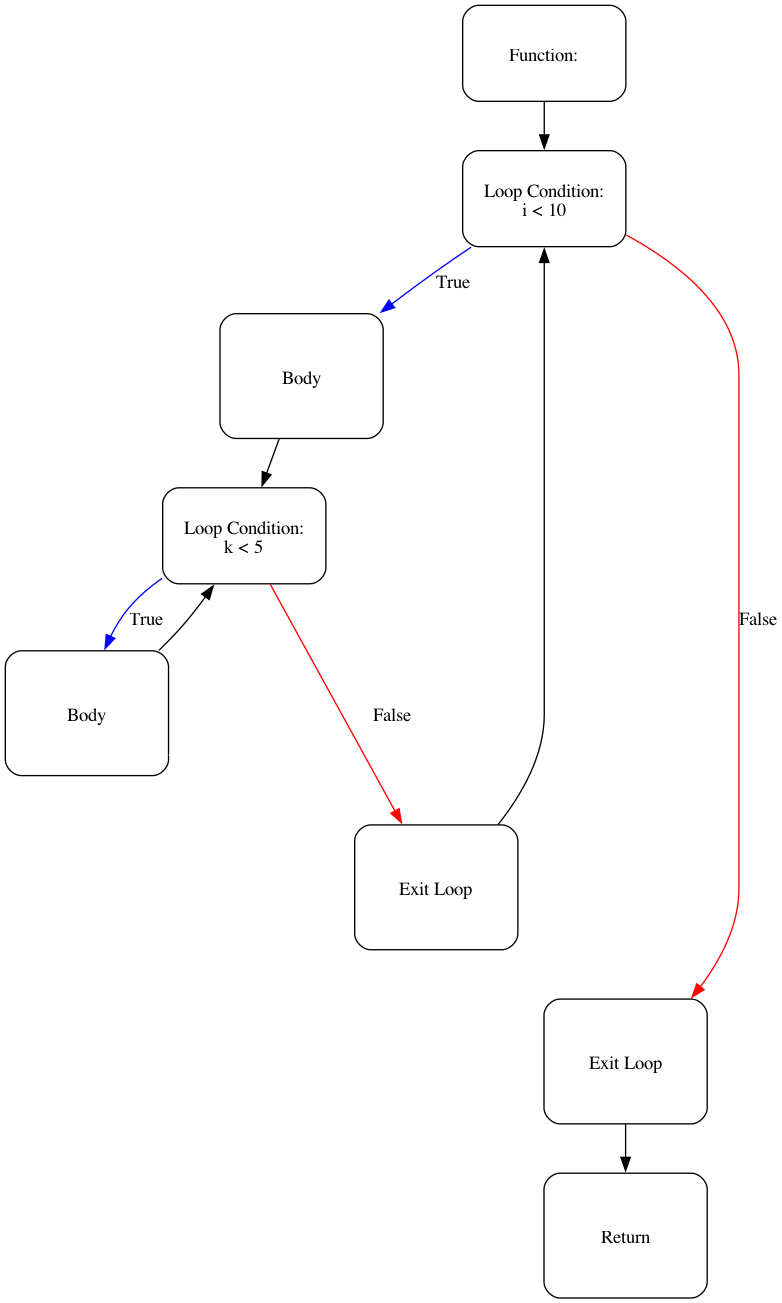 Function:
Loop Condition:
i < 10
True
Body
Loop Condition:
k < 5
True
False
Body
False
Exit Loop
Exit Loop
Return